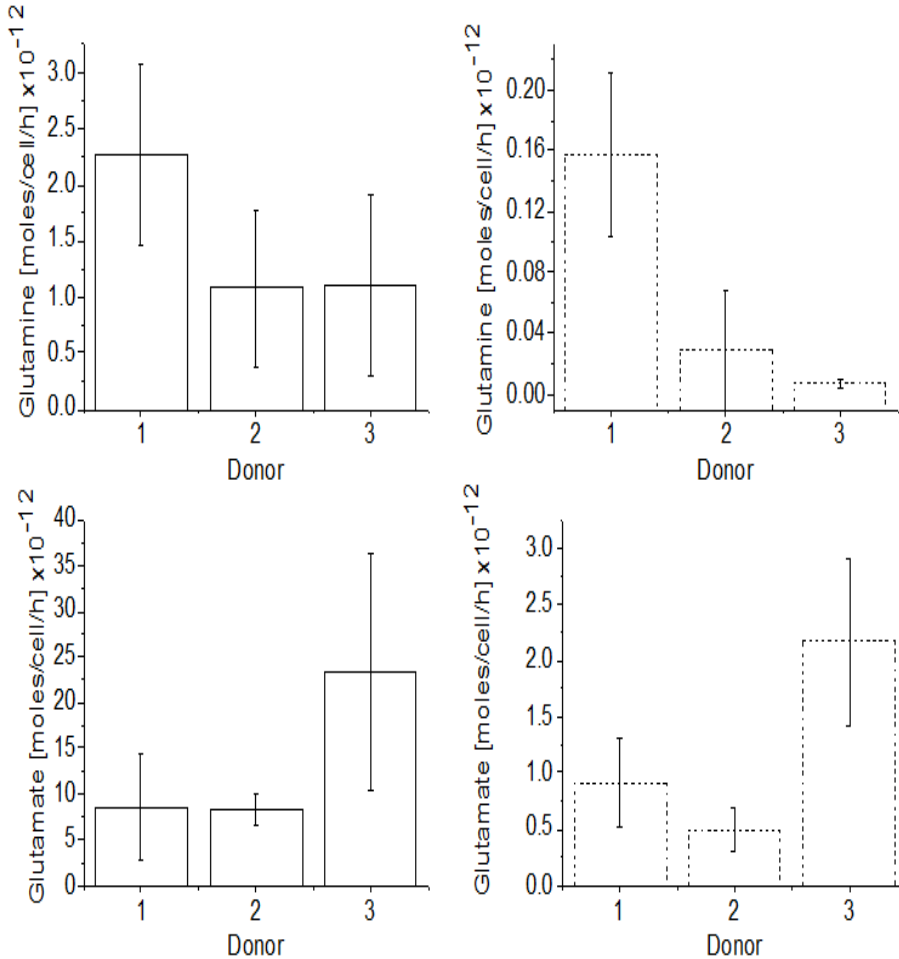 Glutamine [moles/cell/h] x10-12
3.0
2.5
2.0
1.5
1.0
0.5
0.0
1 2 3
Donor
Glutamine [moles/cell/h] x10-12
0.20
0.16
0.12
0.08
0.04
0.00
1 2 3
Donor
Glutamate [moles/cell/h] x10-12
40
35
30
25
20
15
10
5
0
1 2 3
Donor
Glutamate [moles/cell/h] x10-12
3.0
2.5
2.0
1.5
1.0
0.5
0.0
1 2 3
Donor